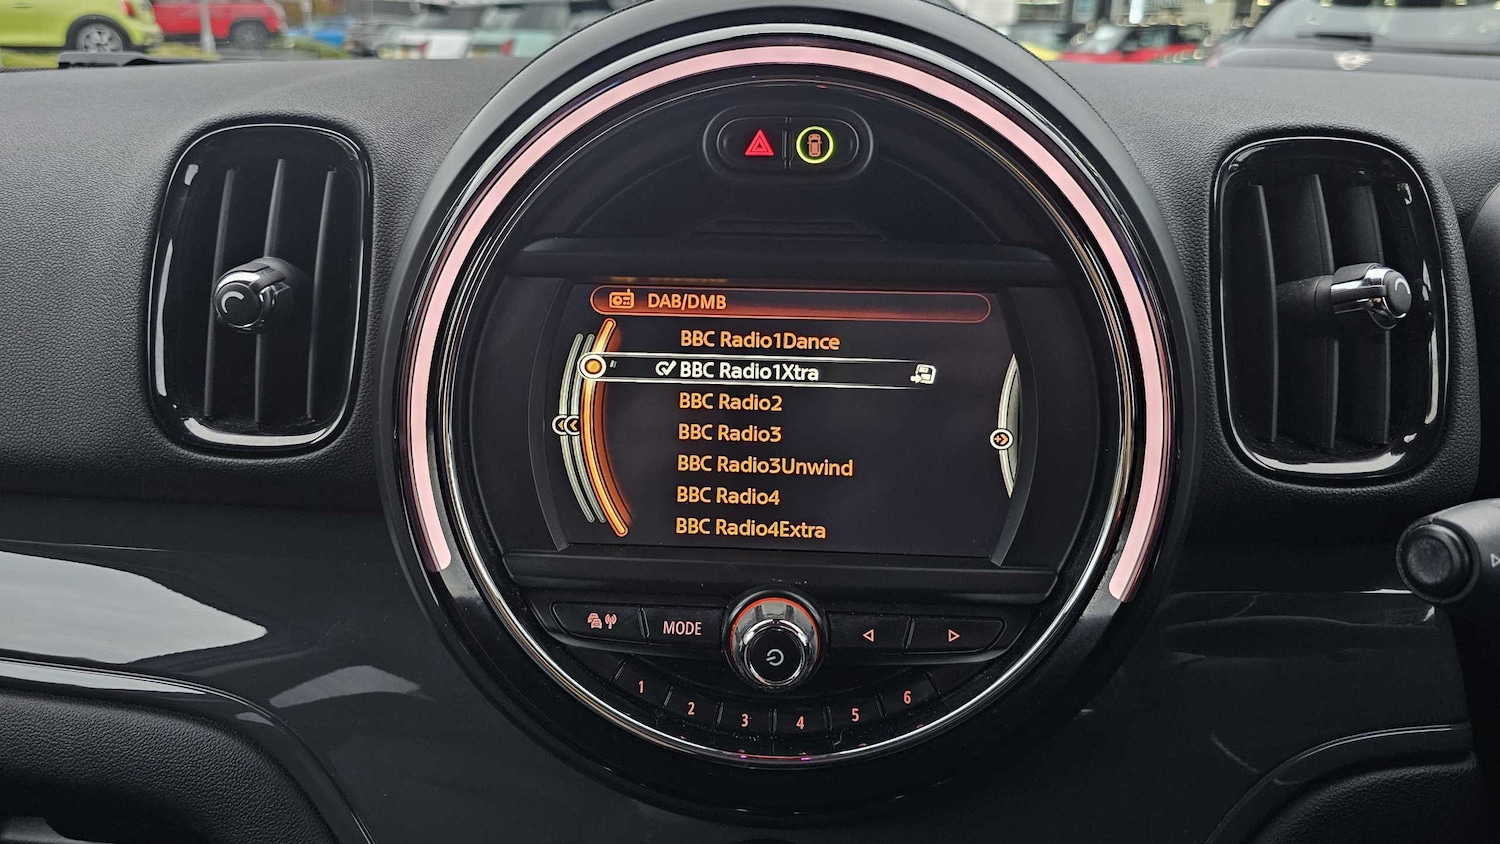 DAB/DMB
BBC Radio1Dance
BBC Radio1Xtra
BBC Radio2
BBC Radio3
BBC Radio3Unwind
BBC Radio4
BBC Radio4Extra
MODE
1 2 3 4 5 6